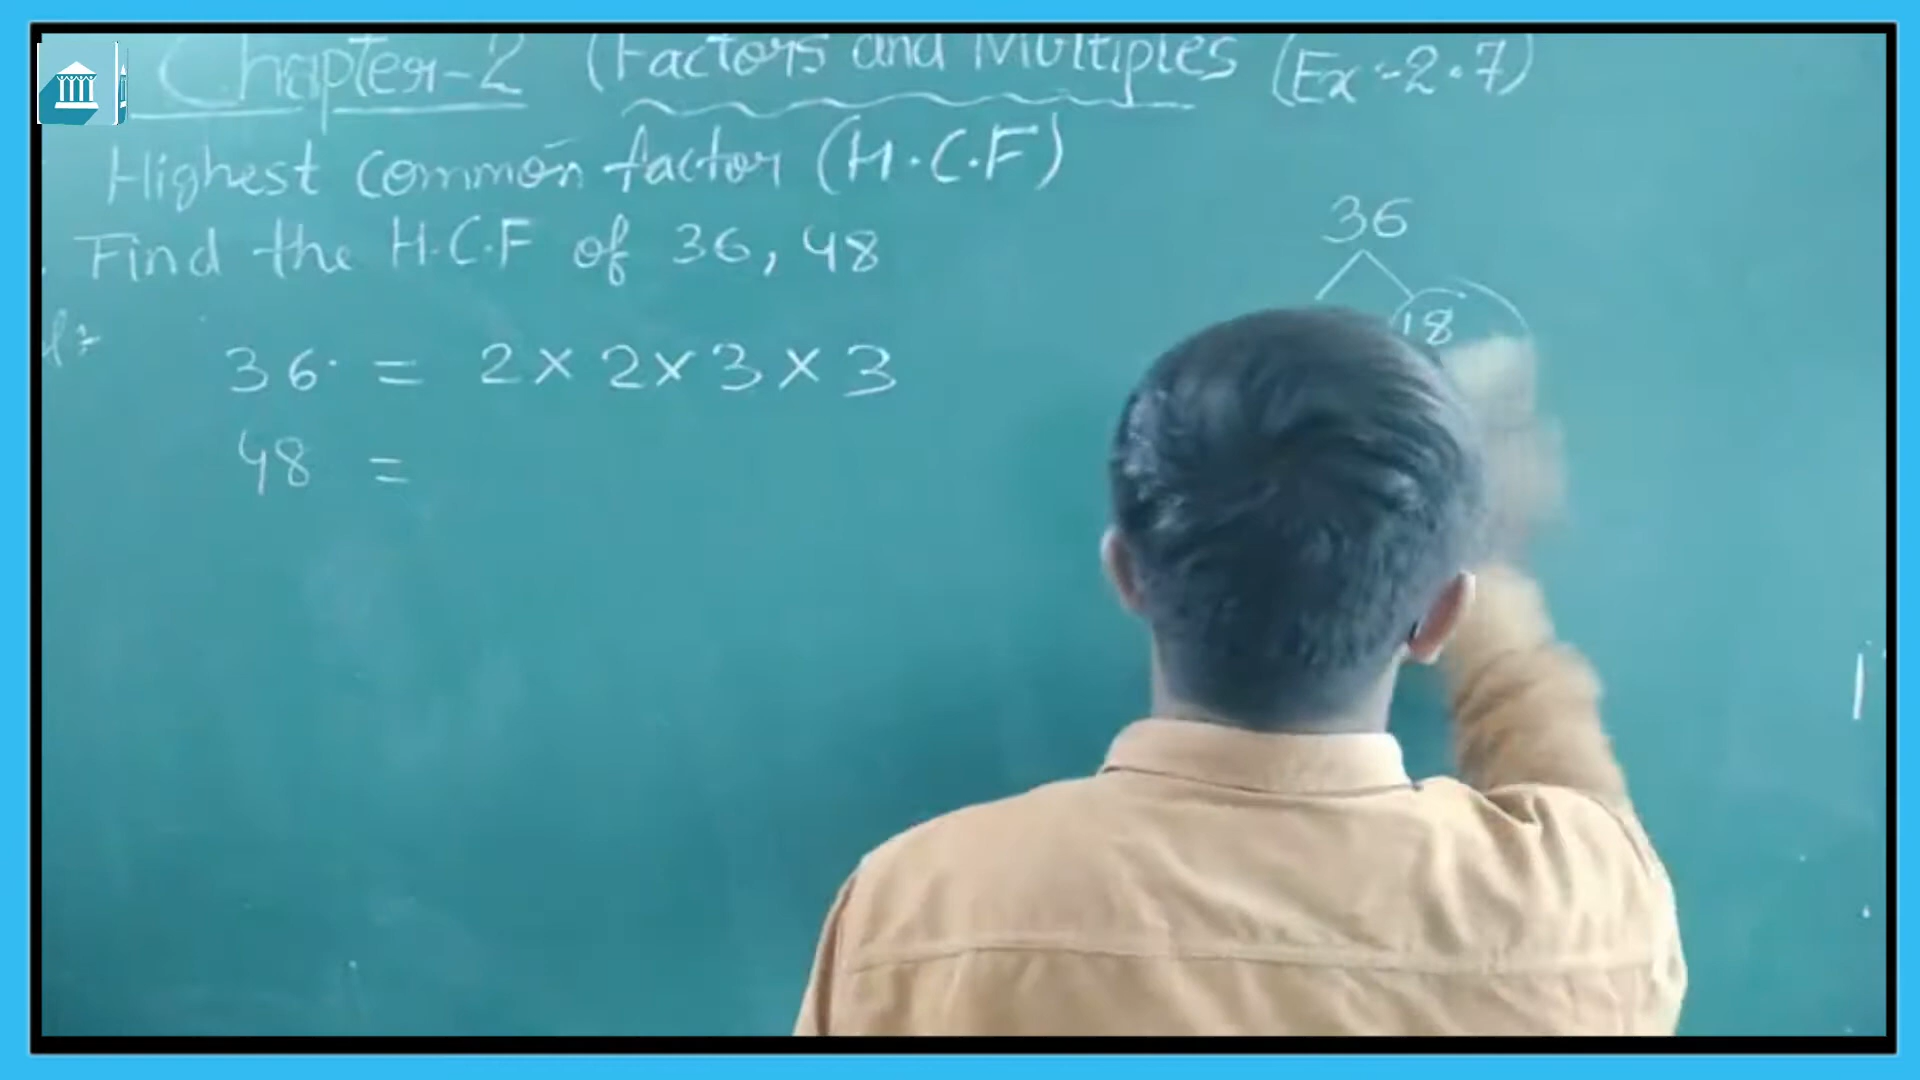 Chapter-2 (Factors and Multiples (Ex:-2.7)
Highest common factor (H.C.F)
Find the H.C.F of 36, 48
36 = 2 x 2 x 3 x 3
48 =
36
18